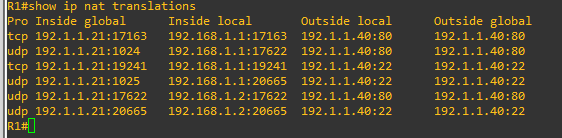 R1#show ip nat translations
Pro Inside global Inside local Outside local Outside global
tcp 192.1.1.21:17163 192.168.1.1:17163 192.1.1.40:80 192.1.1.40:80
udp 192.1.1.21:1024 192.168.1.1:17622 192.1.1.40:80 192.1.1.40:80
tcp 192.1.1.21:19241 192.168.1.1:19241 192.1.1.40:22 192.1.1.40:22
udp 192.1.1.21:1025 192.168.1.1:20665 192.1.1.40:22 192.1.1.40:22
udp 192.1.1.21:17622 192.168.1.2:17622 192.1.1.40:80 192.1.1.40:80
udp 192.1.1.21:20665 192.168.1.2:20665 192.1.1.40:22 192.1.1.40:22
R1#